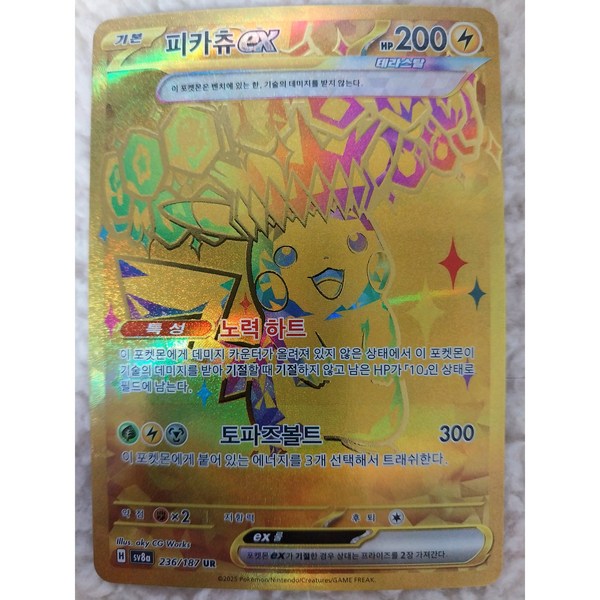 기본 피카츄ex HP200
테라스탈
이 포켓몬은 벤치에 있는 한, 기술의 데미지를 받지 않는다.
특성 노력 하트
이 포켓몬에게 데미지 카운터가 올려져 있지 않은 상태에서 이 포켓몬이
기술의 데미지를 받아 기절할 때 기절하지 않고 남은 HP가 「10」인 상태로
필드에 남는다.
토파즈볼트 300
이 포켓몬에게 붙어 있는 에너지를 3개 선택해서 트래쉬한다.
약점 ×2 저항력 후퇴
Illus. aky CG Works
ex 룰
포켓몬 ex가 기절한 경우 상대는 프라이즈를 2장 가져간다.
H sv8a 236/187 UR
©2025 Pokémon/Nintendo/Creatures/GAME FREAK.